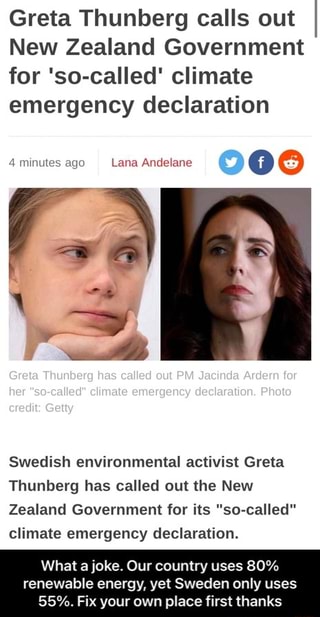 Greta Thunberg calls out
New Zealand Government
for 'so-called' climate
emergency declaration
4 minutes ago Lana Andelane
Greta Thunberg has called out PM Jacinda Ardern for
her "so-called" climate emergency declaration. Photo
credit: Getty
Swedish environmental activist Greta
Thunberg has called out the New
Zealand Government for its "so-called"
climate emergency declaration.
What a joke. Our country uses 80%
renewable energy, yet Sweden only uses
55%. Fix your own place first thanks